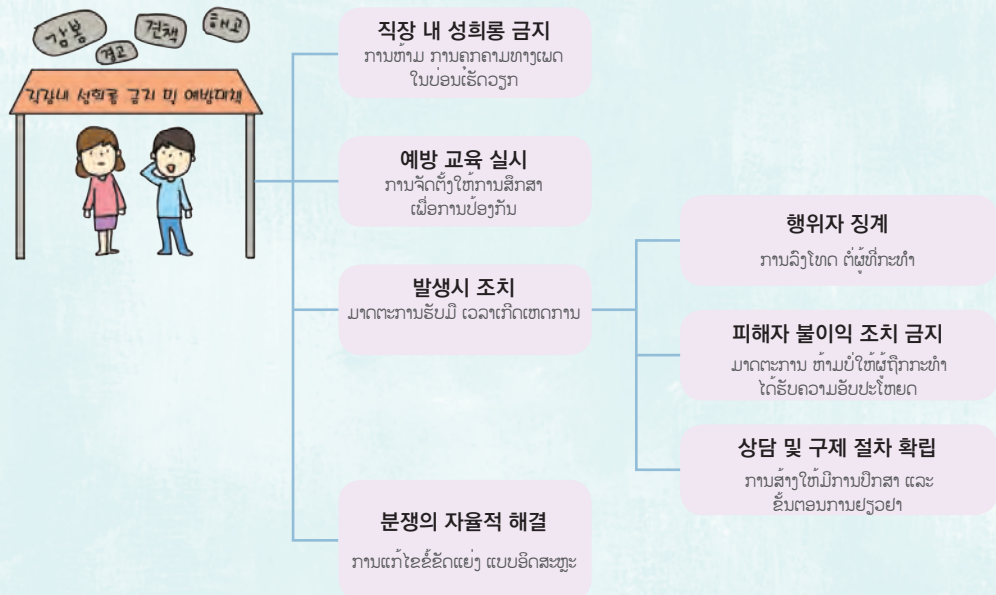 감봉
경고
견책
해고
직장내 성희롱 금지 및 예방대책
직장 내 성희롱 금지
ການຫ້າມ ການຄຸກຄາມທາງເພດ
ໃນບ່ອນເຮັດວຽກ
예방 교육 실시
ການຈັດຕັ້ງໃຫ້ການສຶກສາ
ເພື່ອການປ້ອງກັນ
발생시 조치
ມາດຕະການຮັບມື ເວລາເກີດເຫດການ
행위자 징계
ການລົງໂທດ ຕໍ່ຜູ້ທີ່ກະທຳ
피해자 불이익 조치 금지
ມາດຕະການ ຫ້າມບໍ່ໃຫ້ຜູ້ຖືກກະທຳ
ໄດ້ຮັບຄວາມອັບປະໂຫຍດ
상담 및 구제 절차 확립
ການສ້າງໃຫ້ມີການປຶກສາ ແລະ
ຂັ້ນຕອນການຢຽວຢາ
분쟁의 자율적 해결
ການແກ້ໄຂຂໍ້ຂັດແຍ່ງ ແບບອິດສະຫຼະ